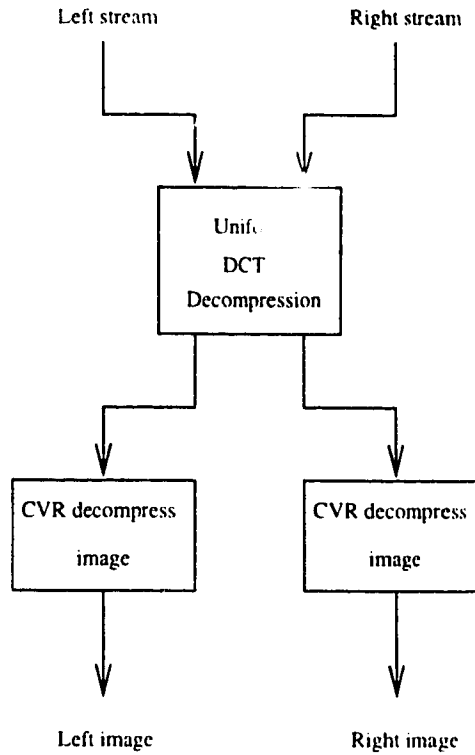 Left stream
Right stream
DCT
Decompression
CVR decompress
image
CVR decompress
image
Left image
Right image